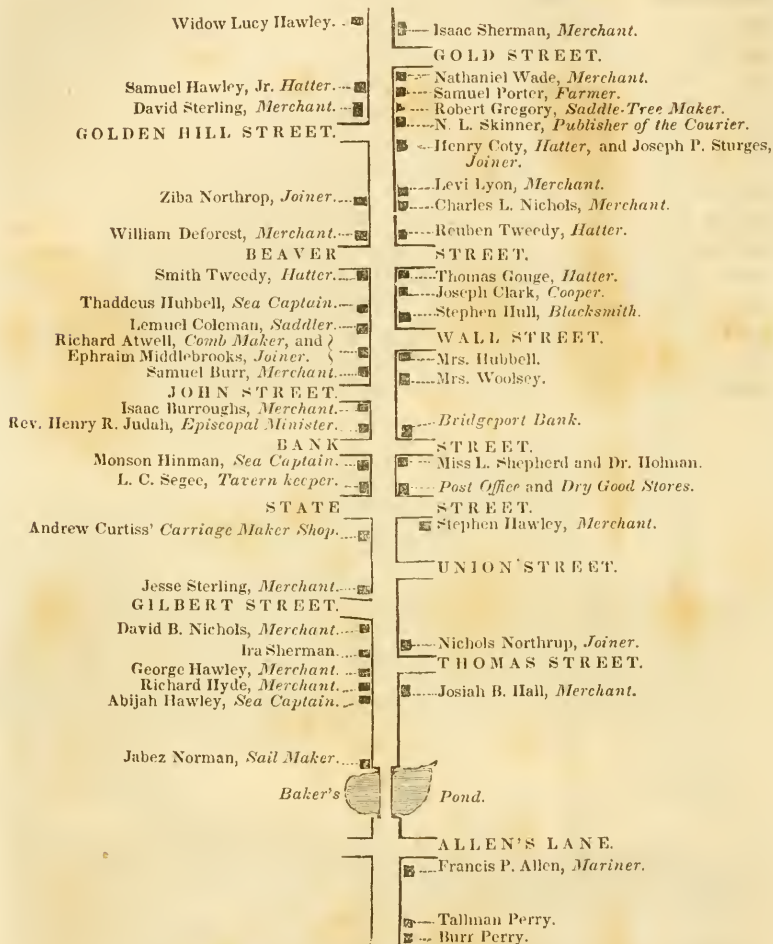 Widow Lucy Hawley.
Isaac Sherman, Merchant.
GOLD STREET.
Nathaniel Wade, Merchant.
Samuel Hawley, Jr. Hatter.
Samuel Porter, Farmer.
David Sterling, Merchant.
Robert Gregory, Saddle-Tree Maker.
GOLDEN HILL STREET.
N. L. Skinner, Publisher of the Courier.
Henry Coty, Hatter, and Joseph P. Sturges,
Joiner.
Levi Lyon, Merchant.
Ziba Northrop, Joiner.
Charles L. Nichols, Merchant.
William Deforest, Merchant.
Reuben Tweedy, Hatter.
BEAVER STREET.
Smith Tweedy, Hatter.
Thomas Gouge, Hatter.
Joseph Clark, Cooper.
Thaddeus Hubbell, Sea Captain.
Stephen Hull, Blacksmith.
Lemuel Coleman, Saddler.
WALL STREET.
Richard Atwell, Comb Maker, and
Ephraim Middlebrooks, Joiner.
Mrs. Hubbell.
Samuel Burr, Merchant.
Mrs. Woolsey.
JOHN STREET.
Isaac Burroughs, Merchant.
Rev. Henry R. Judah, Episcopal Minister.
Bridgeport Bank.
BANK STREET.
Monson Hinman, Sea Captain.
Miss L. Shepherd and Dr. Holman.
L. C. Segee, Tavern keeper.
Post Office and Dry Good Stores.
STATE STREET.
Andrew Curtiss' Carriage Maker Shop.
Stephen Hawley, Merchant.
UNION STREET.
Jesse Sterling, Merchant.
GILBERT STREET.
David B. Nichols, Merchant.
Nichols Northrup, Joiner.
Ira Sherman.
THOMAS STREET.
George Hawley, Merchant.
Richard Hyde, Merchant.
Josiah B. Hall, Merchant.
Abijah Hawley, Sea Captain.
Jabez Norman, Sail Maker.
Baker's Pond.
ALLEN'S LANE.
Francis P. Allen, Mariner.
Tallman Perry.
Burr Perry.